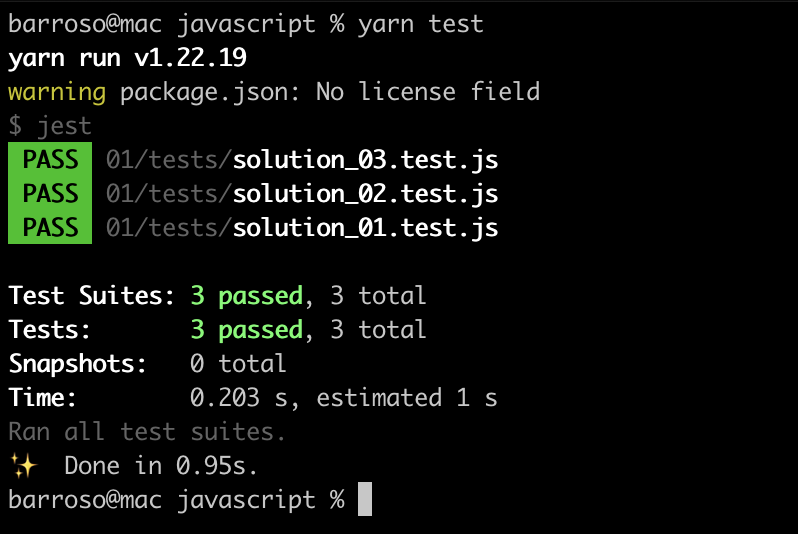 barroso@mac javascript % yarn test
yarn run v1.22.19
warning package.json: No license field
$ jest
PASS 01/tests/solution_03.test.js
PASS 01/tests/solution_02.test.js
PASS 01/tests/solution_01.test.js
Test Suites: 3 passed, 3 total
Tests: 3 passed, 3 total
Snapshots: 0 total
Time: 0.203 s, estimated 1 s
Ran all test suites.
✨ Done in 0.95s.
barroso@mac javascript %